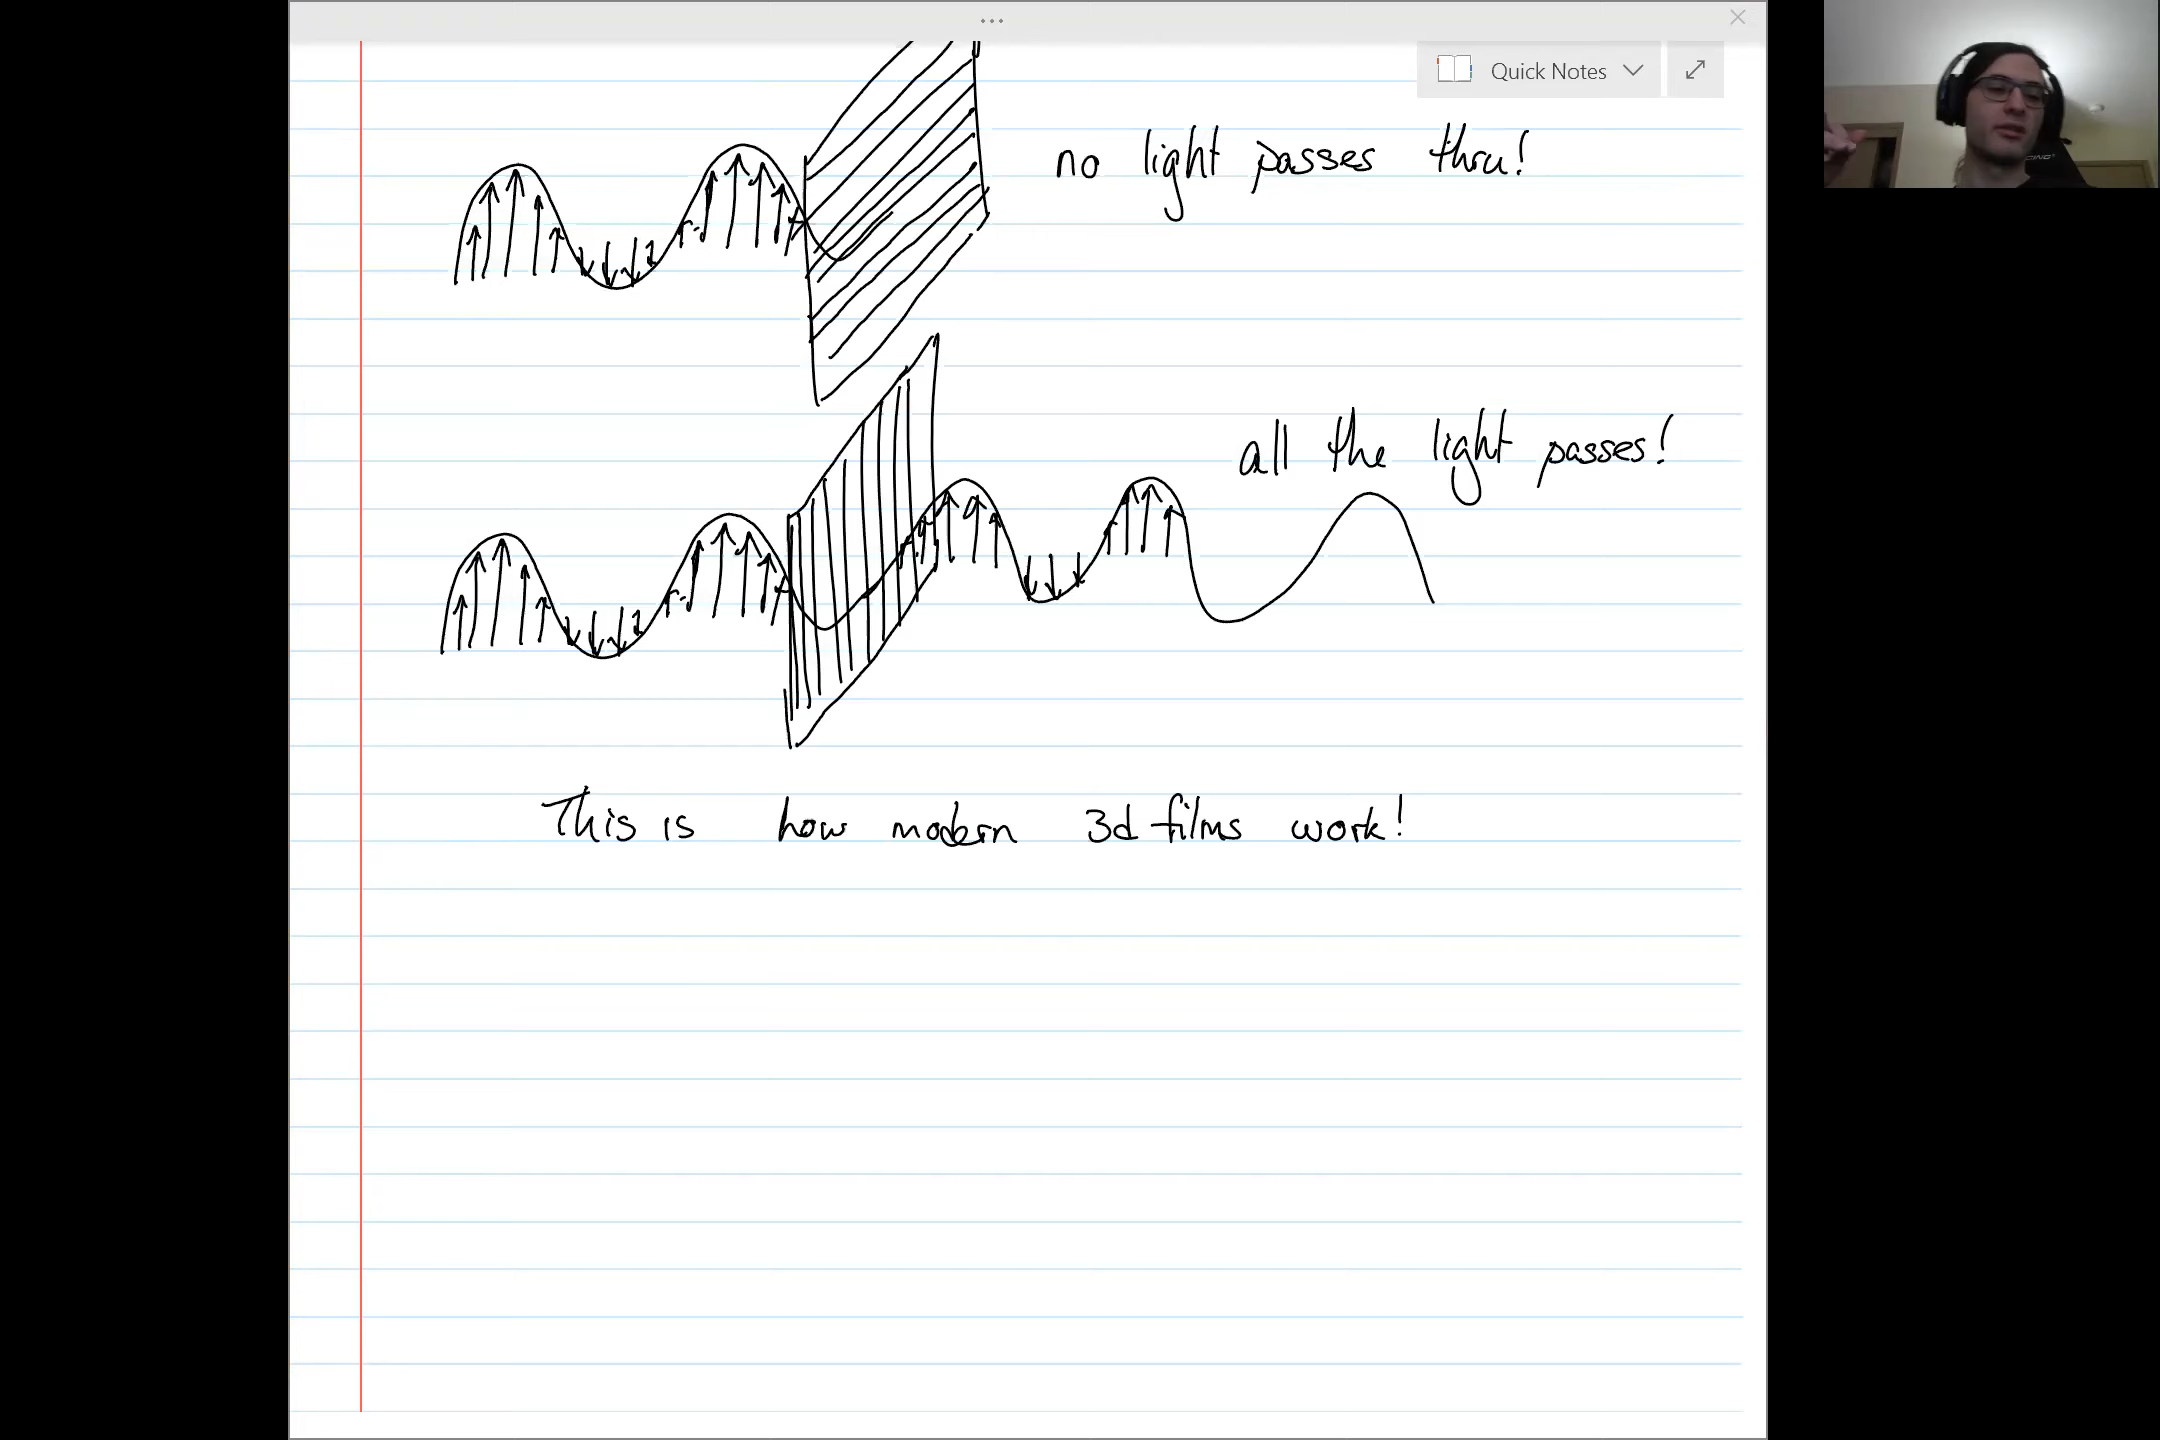 Quick Notes
no light passes thru!
all the light passes!
This is how modern 3d films work!